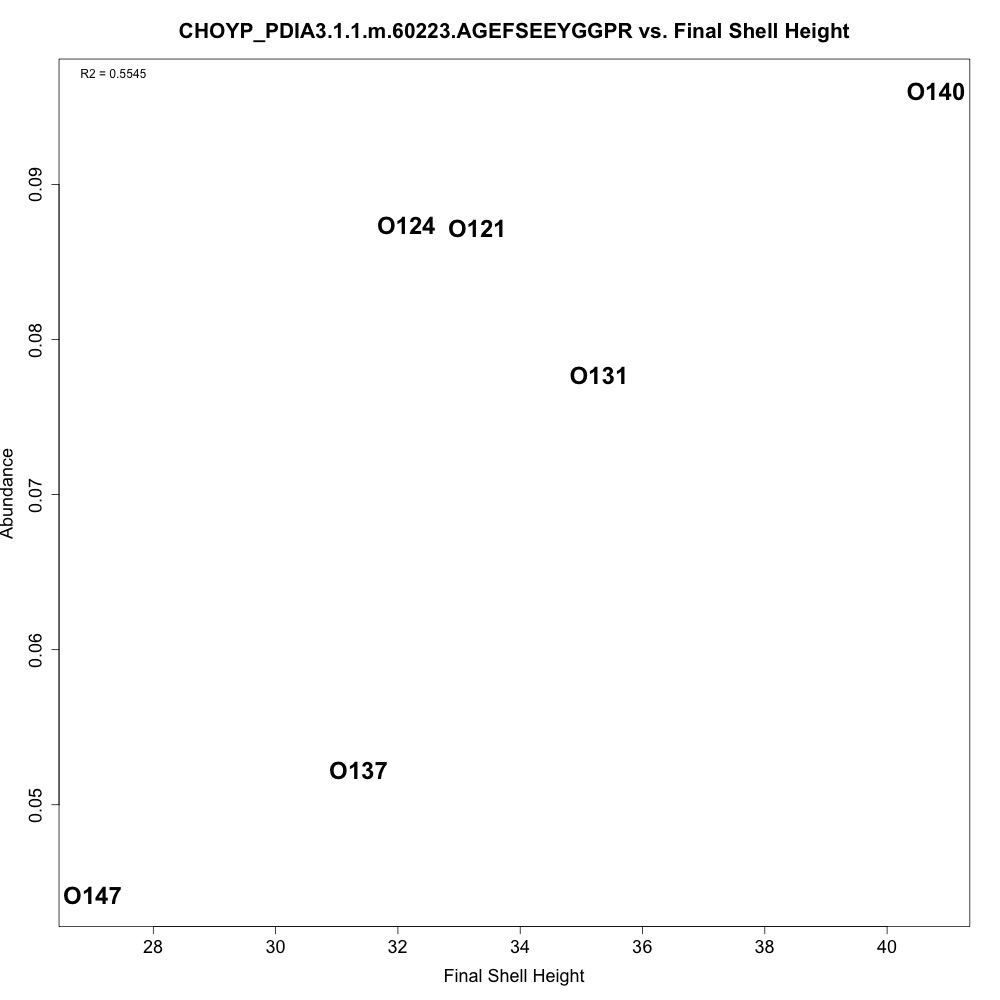 CHOYP_PDIA3.1.1.m.60223.AGEFSEEYGGPR vs. Final Shell Height
R2 = 0.5545
O140
0.09
O124
O121
0.08
O131
Abundance
0.07
0.06
O137
0.05
O147
28
30
32
34
36
38
40
Final Shell Height